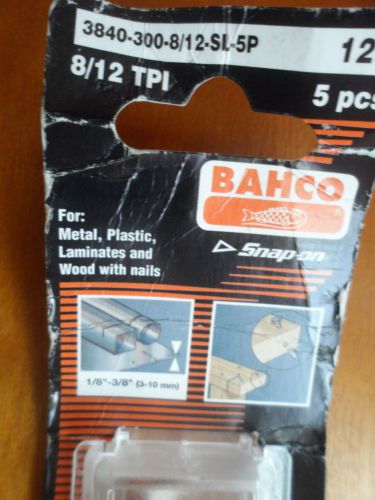 3840-300-8/12-SL-5P
8/12 TPI
5 pcs
BAHCO
Snap-on
For:
Metal, Plastic,
Laminates and
Wood with nails
1/8"-3/8" (3-10 mm)